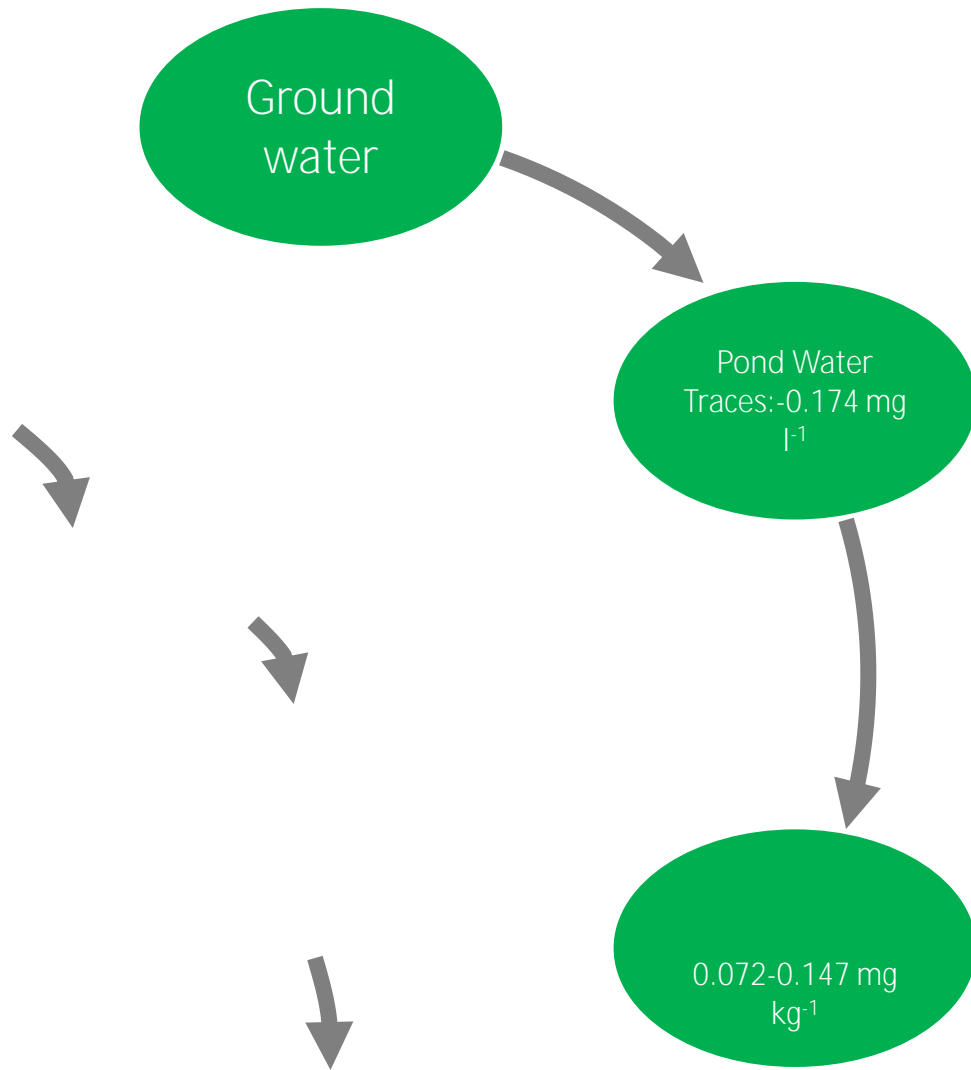 Ground
water
Pond Water
Traces:-0.174 mg
l⁻¹
0.072-0.147 mg
kg⁻¹